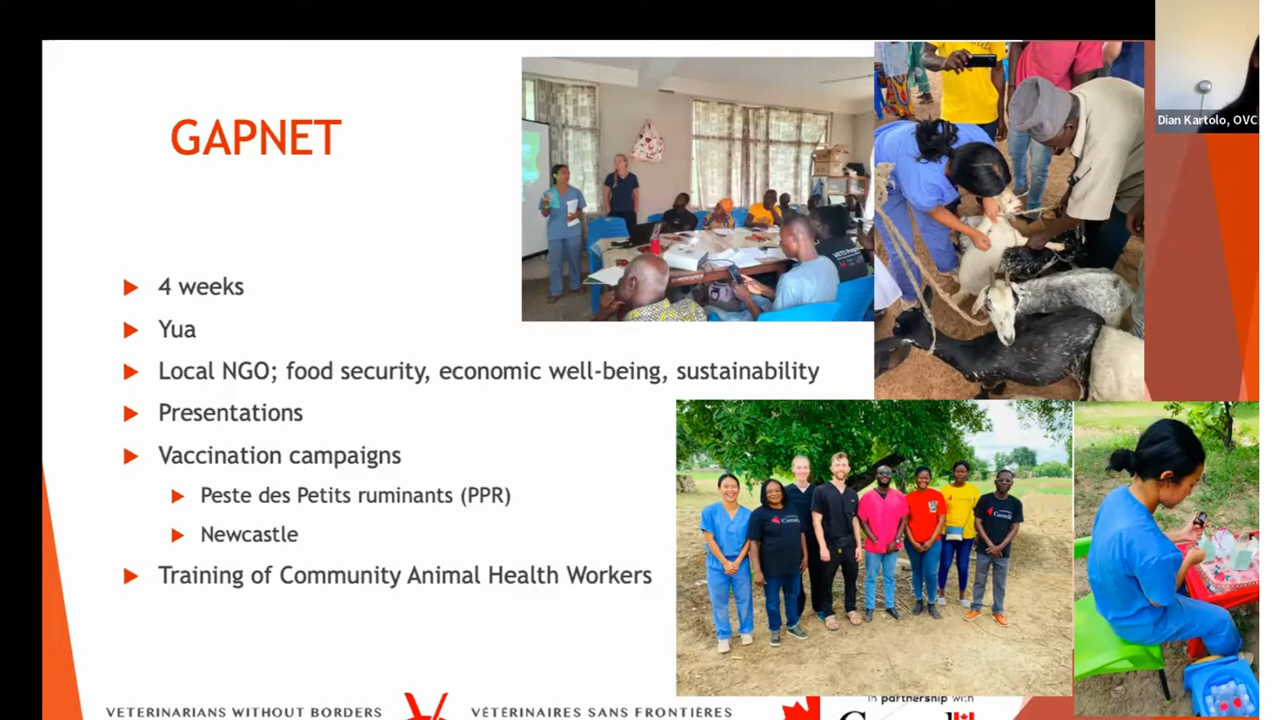 Dian Kartolo, OVC
GAPNET
4 weeks
Yua
Local NGO; food security, economic well-being, sustainability
Presentations
Vaccination campaigns
Peste des Petits ruminants (PPR)
Newcastle
Training of Community Animal Health Workers
VETERINARIANS WITHOUT BORDERS
VÉTÉRINAIRES SANS FRONTIÈRES
in partnership with
Canada